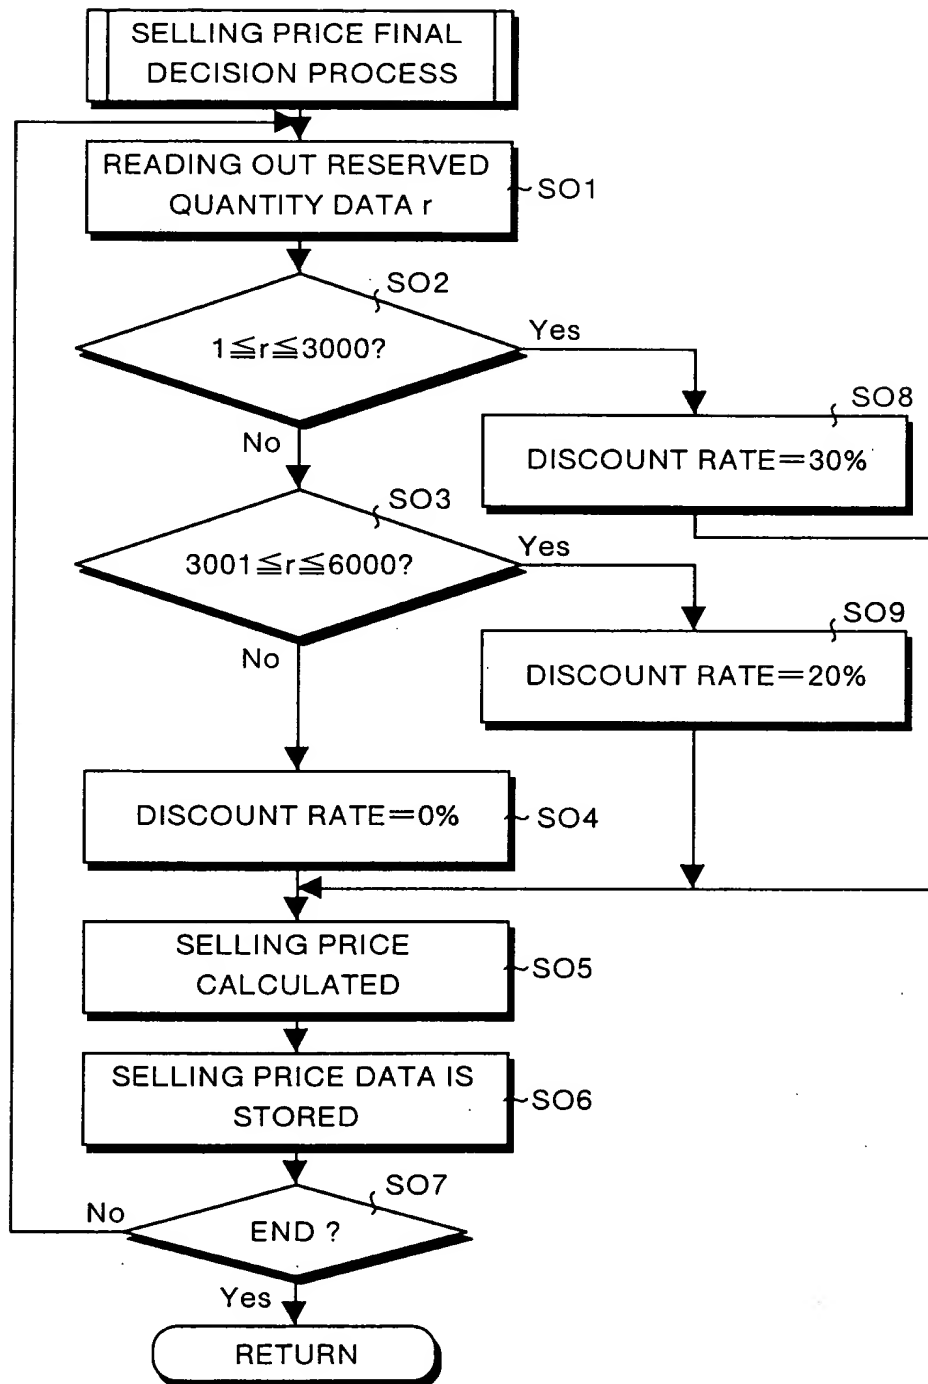 SELLING PRICE FINAL
DECISION PROCESS
READING OUT RESERVED
QUANTITY DATA r
SO1
SO2
1≦r≦3000?
Yes
No
SO8
DISCOUNT RATE=30%
SO3
3001≦r≦6000?
Yes
No
SO9
DISCOUNT RATE=20%
DISCOUNT RATE=0%
SO4
SELLING PRICE
CALCULATED
SO5
SELLING PRICE DATA IS
STORED
SO6
SO7
No
END ?
Yes
RETURN